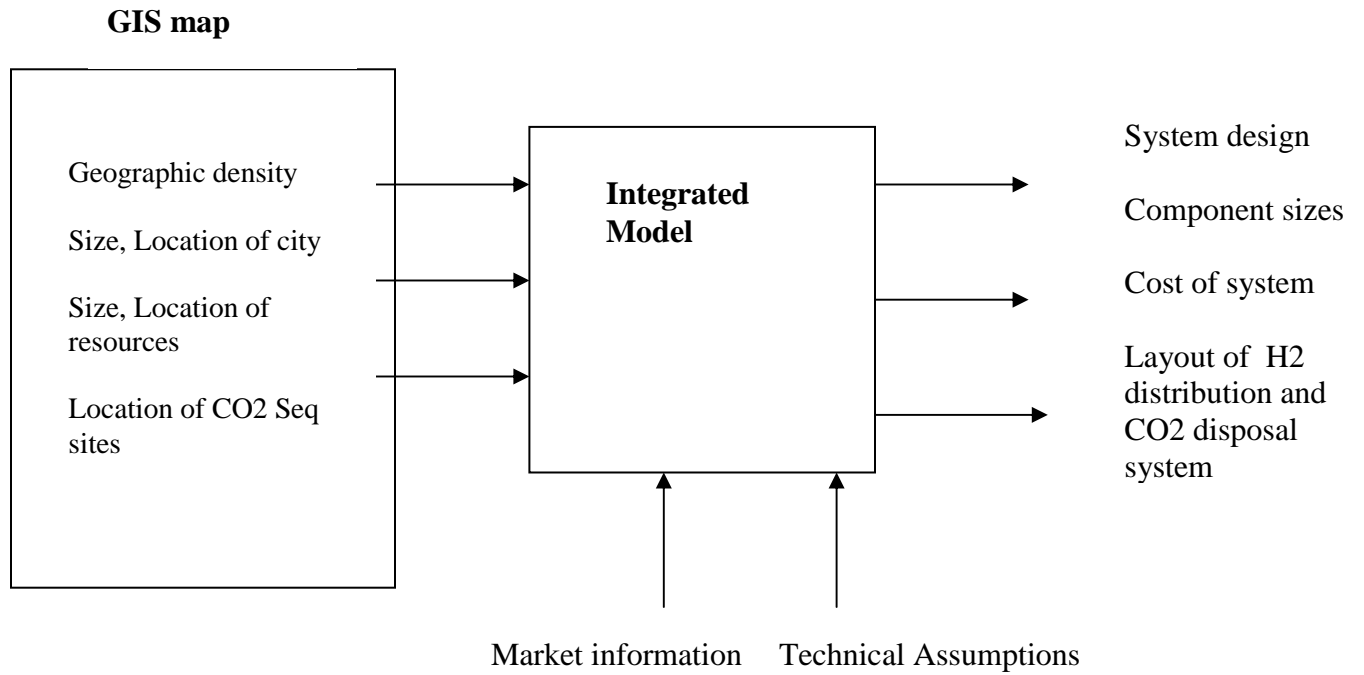 GIS map
Geographic density
Size, Location of city
Size, Location of
resources
Location of CO2 Seq
sites
Integrated
Model
System design
Component sizes
Cost of system
Layout of H2
distribution and
CO2 disposal
system
Market information
Technical Assumptions